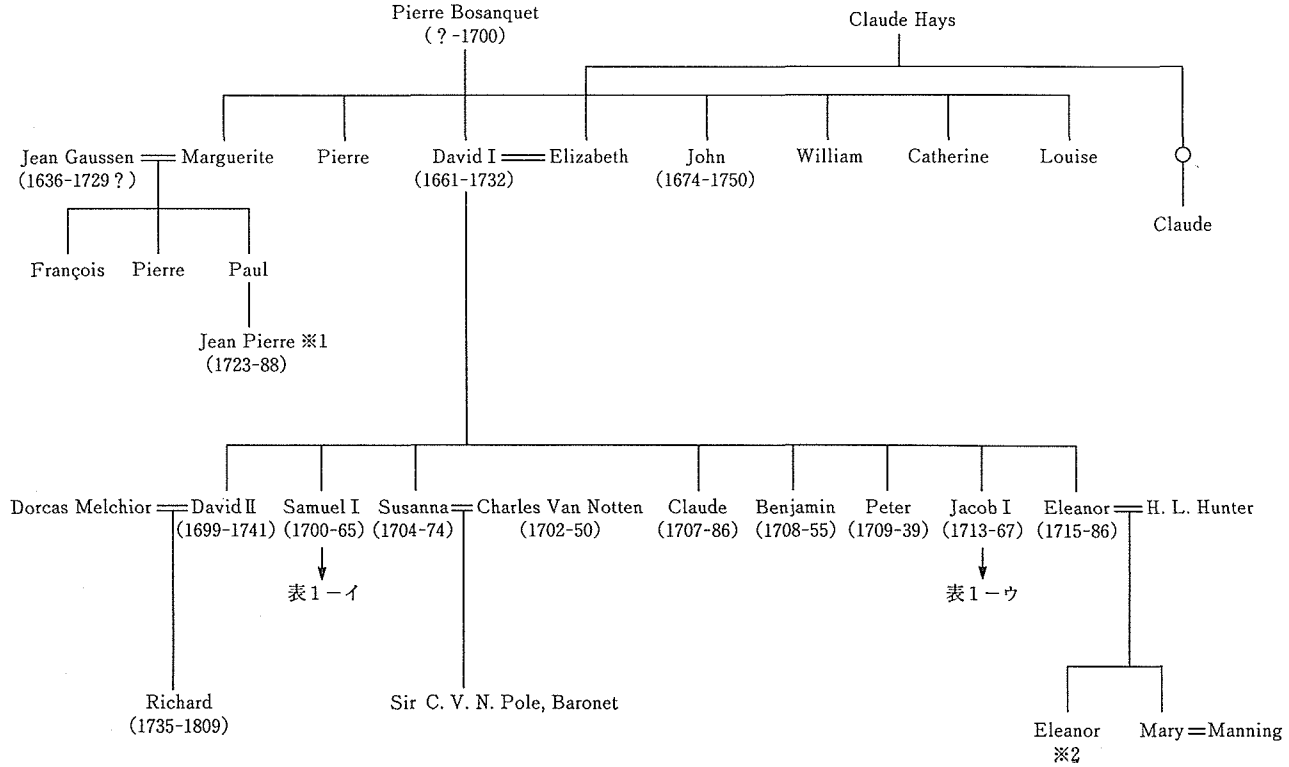 Pierre Bosanquet
(?-1700)
Claude Hays
Jean Gaussen
(1636-1729?)
Marguerite
Pierre
David I
(1661-1732)
Elizabeth
John
(1674-1750)
William
Catherine
Louise
Claude
François
Pierre
Paul
Jean Pierre ※1
(1723-88)
Dorcas Melchior
David II
(1699-1741)
Samuel I
(1700-65)
表1-イ
Susanna
(1704-74)
Charles Van Notten
(1702-50)
Claude
(1707-86)
Benjamin
(1708-55)
Peter
(1709-39)
Jacob I
(1713-67)
表1-ウ
Eleanor
(1715-86)
H. L. Hunter
Richard
(1735-1809)
Sir C. V. N. Pole, Baronet
Eleanor
※2
Mary
Manning